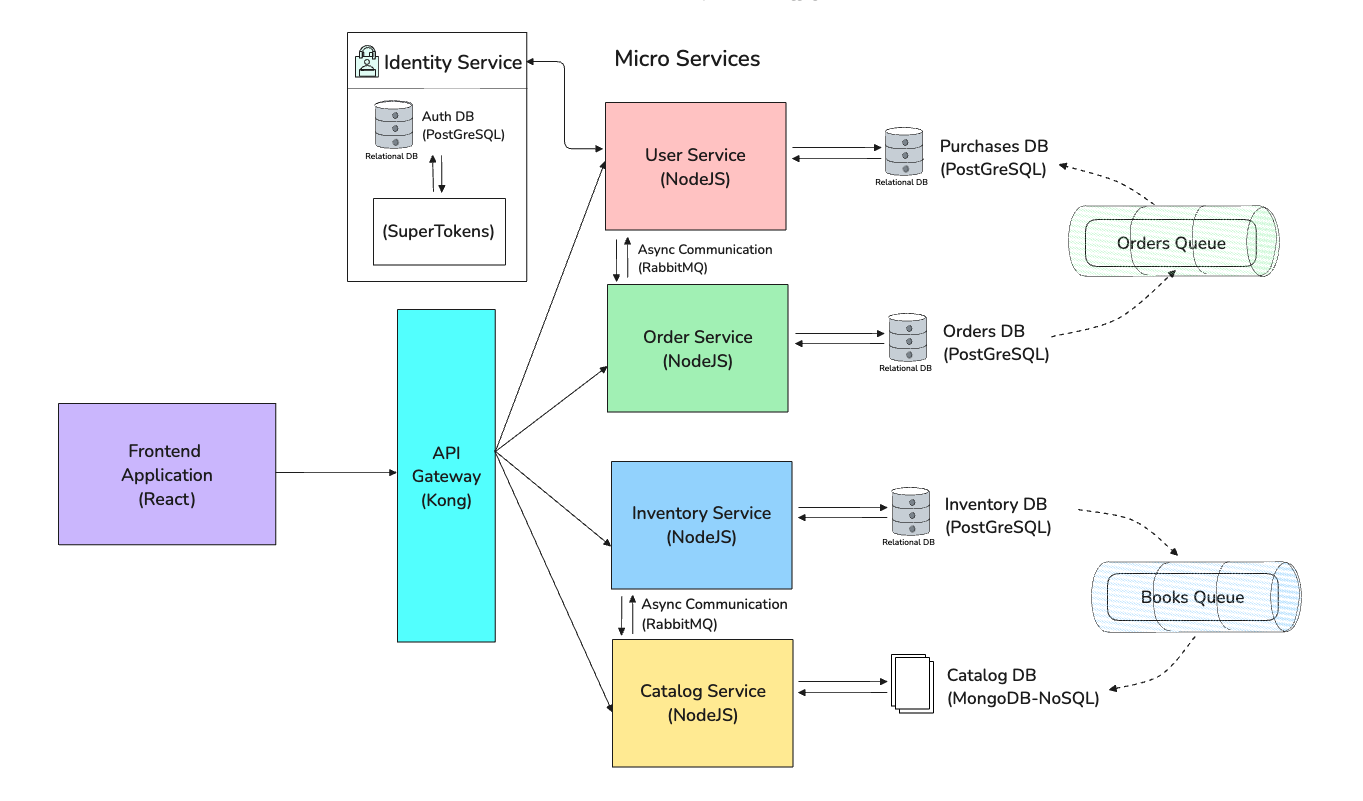 Identity Service
Auth DB
(PostGreSQL)
Relational DB
(SuperTokens)
Micro Services
User Service
(NodeJS)
Relational DB
Purchases DB
(PostGreSQL)
Async Communication
(RabbitMQ)
Orders Queue
Order Service
(NodeJS)
Relational DB
Orders DB
(PostGreSQL)
Frontend
Application
(React)
API
Gateway
(Kong)
Inventory Service
(NodeJS)
Relational DB
Inventory DB
(PostGreSQL)
Async Communication
(RabbitMQ)
Books Queue
Catalog Service
(NodeJS)
Catalog DB
(MongoDB-NoSQL)